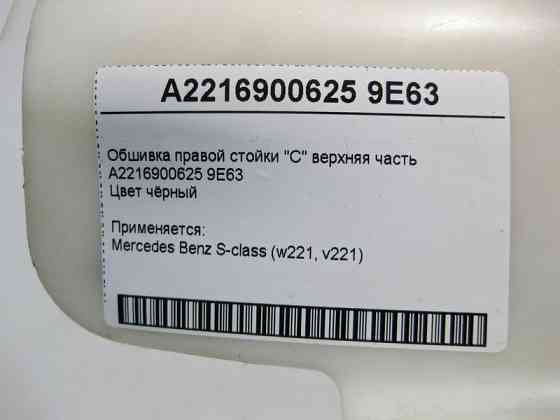 A2216900625 9E63
Обшивка правой стойки "С" верхняя часть
A2216900625 9E63
Цвет чёрный
Применяется:
Mercedes Benz S-class (w221, v221)